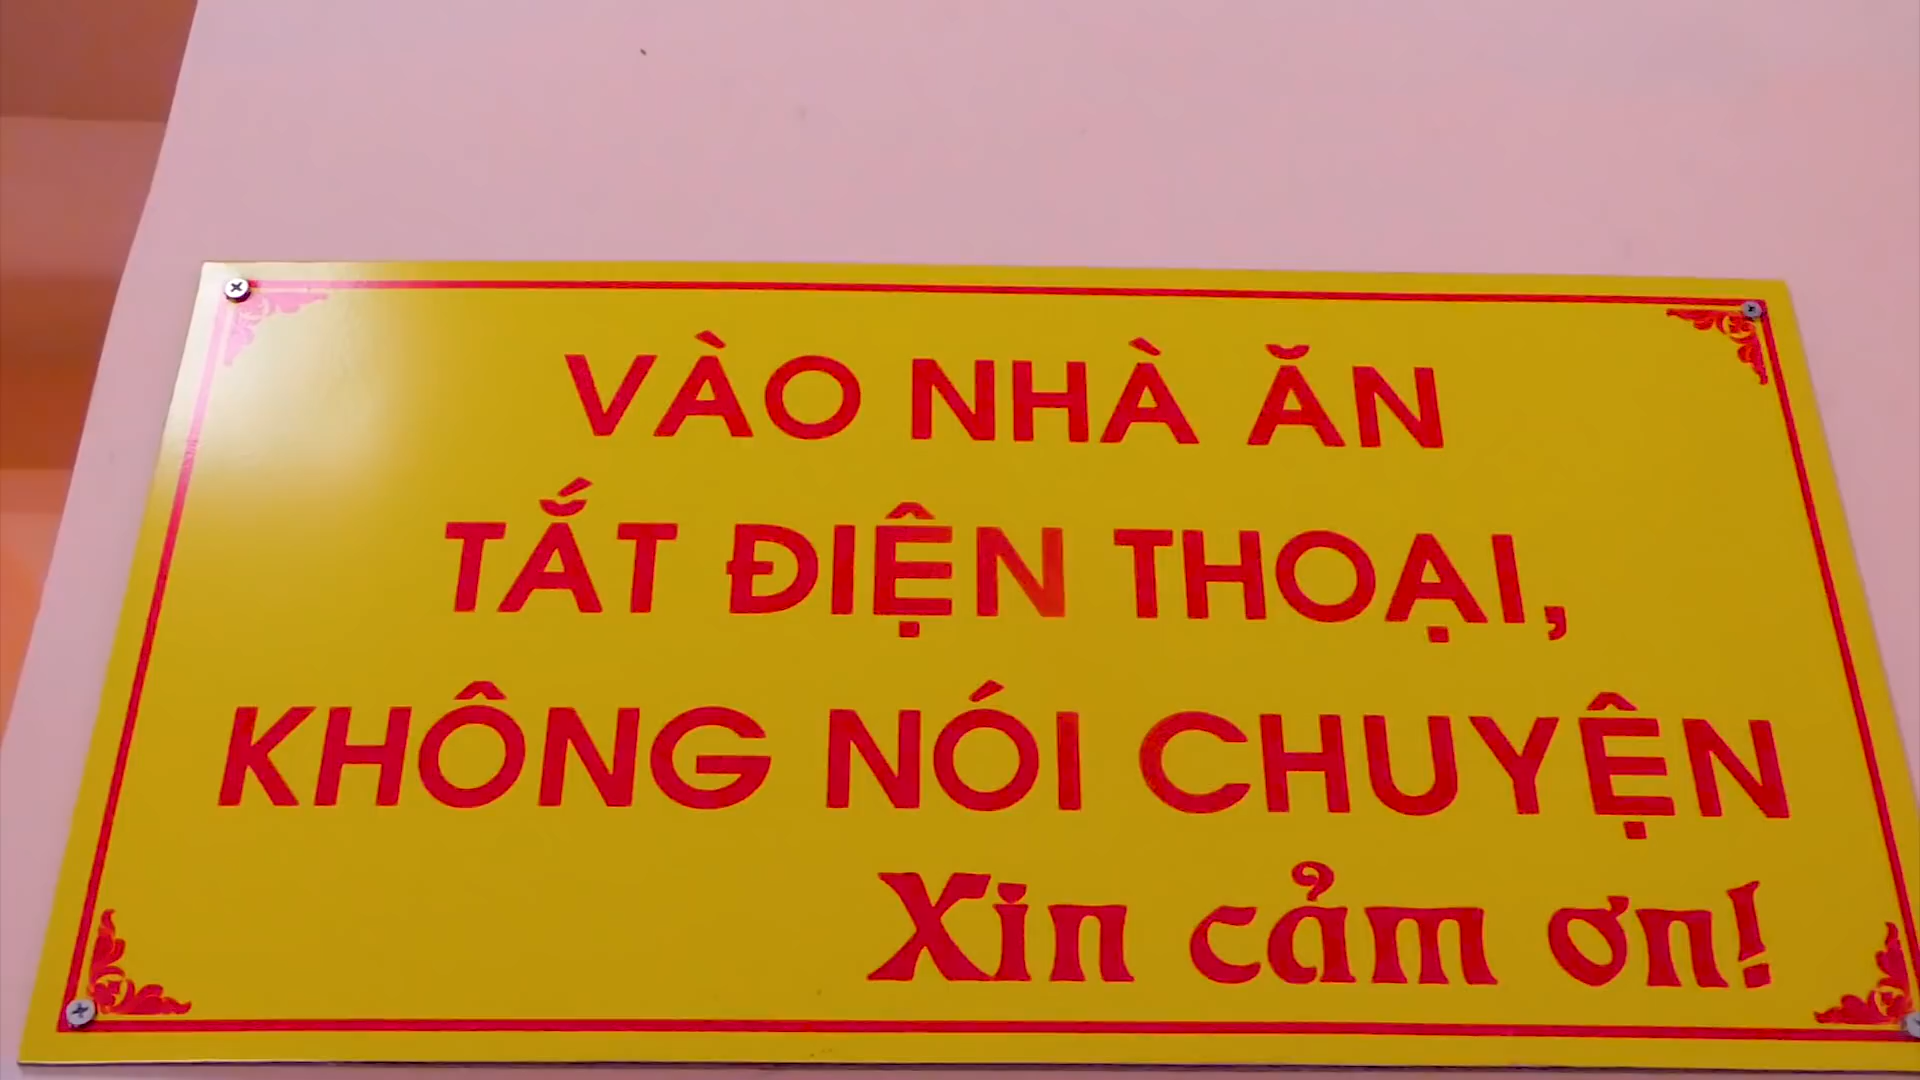 VÀO NHÀ ĂN
TẮT ĐIỆN THOẠI,
KHÔNG NÓI CHUYỆN
Xin cảm ơn!